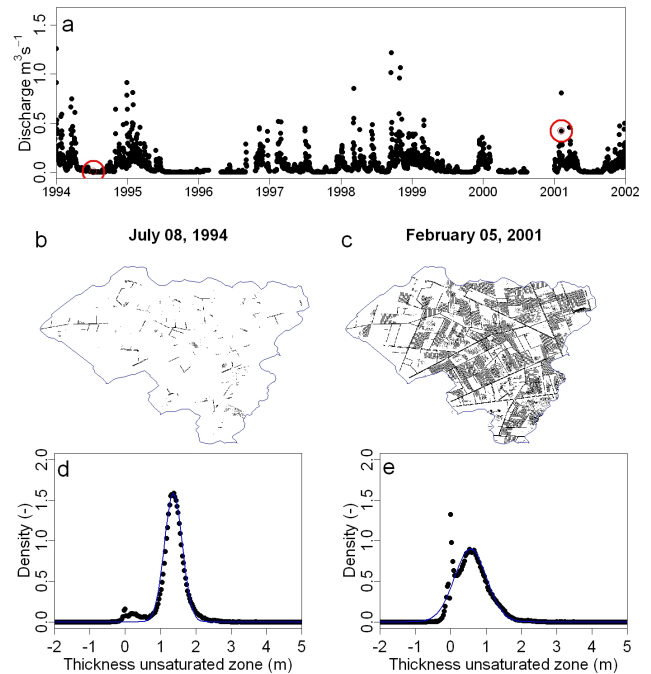 a
Discharge m³s⁻¹
0.0 0.5 1.0 1.5
1994 1995 1996 1997 1998 1999 2000 2001 2002
b July 08, 1994
c February 05, 2001
d
Density (-)
0.0 0.5 1.0 1.5 2.0
-2 -1 0 1 2 3 4 5
Thickness unsaturated zone (m)
e
Density (-)
0.0 0.5 1.0 1.5 2.0
-2 -1 0 1 2 3 4 5
Thickness unsaturated zone (m)